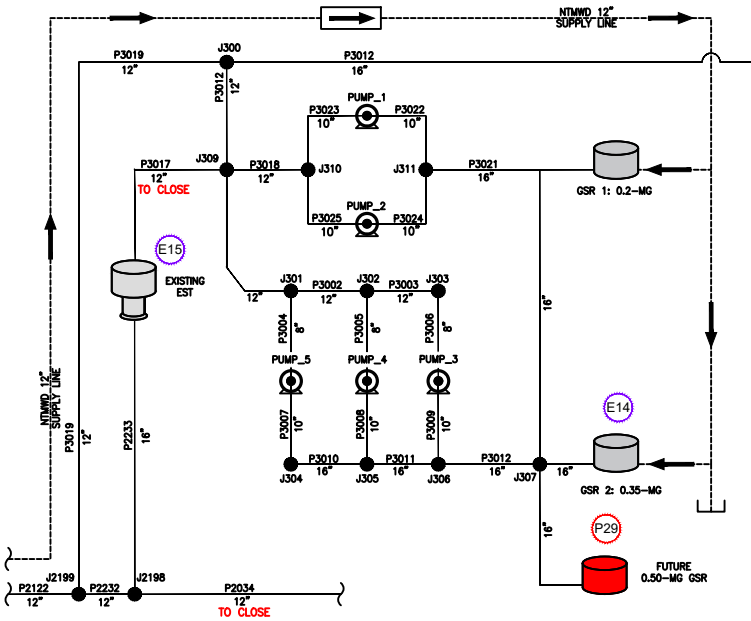 NTMWD 12"
SUPPLY LINE
J300
P3019
12"
P3012
16"
P3012
12"
PUMP_1
P3023
10"
P3022
10"
J309
P3017
12"
TO CLOSE
P3018
12"
J310
J311
P3021
16"
GSR 1: 0.2-MG
PUMP_2
P3025
10"
P3024
10"
E15
EXISTING
EST
12"
J301
P3002
12"
J302
P3003
12"
J303
16"
P3004
8"
P3005
8"
P3006
8"
PUMP_5
PUMP_4
PUMP_3
NTMWD 12"
SUPPLY LINE
P3019
12"
P2233
16"
P3007
10"
P3008
10"
P3009
10"
E14
J304
P3010
16"
J305
P3011
16"
J306
P3012
16"
J307
16"
GSR 2: 0.35-MG
16"
P29
FUTURE
0.50-MG GSR
J2199
J2198
P2122
12"
P2232
12"
P2034
12"
TO CLOSE